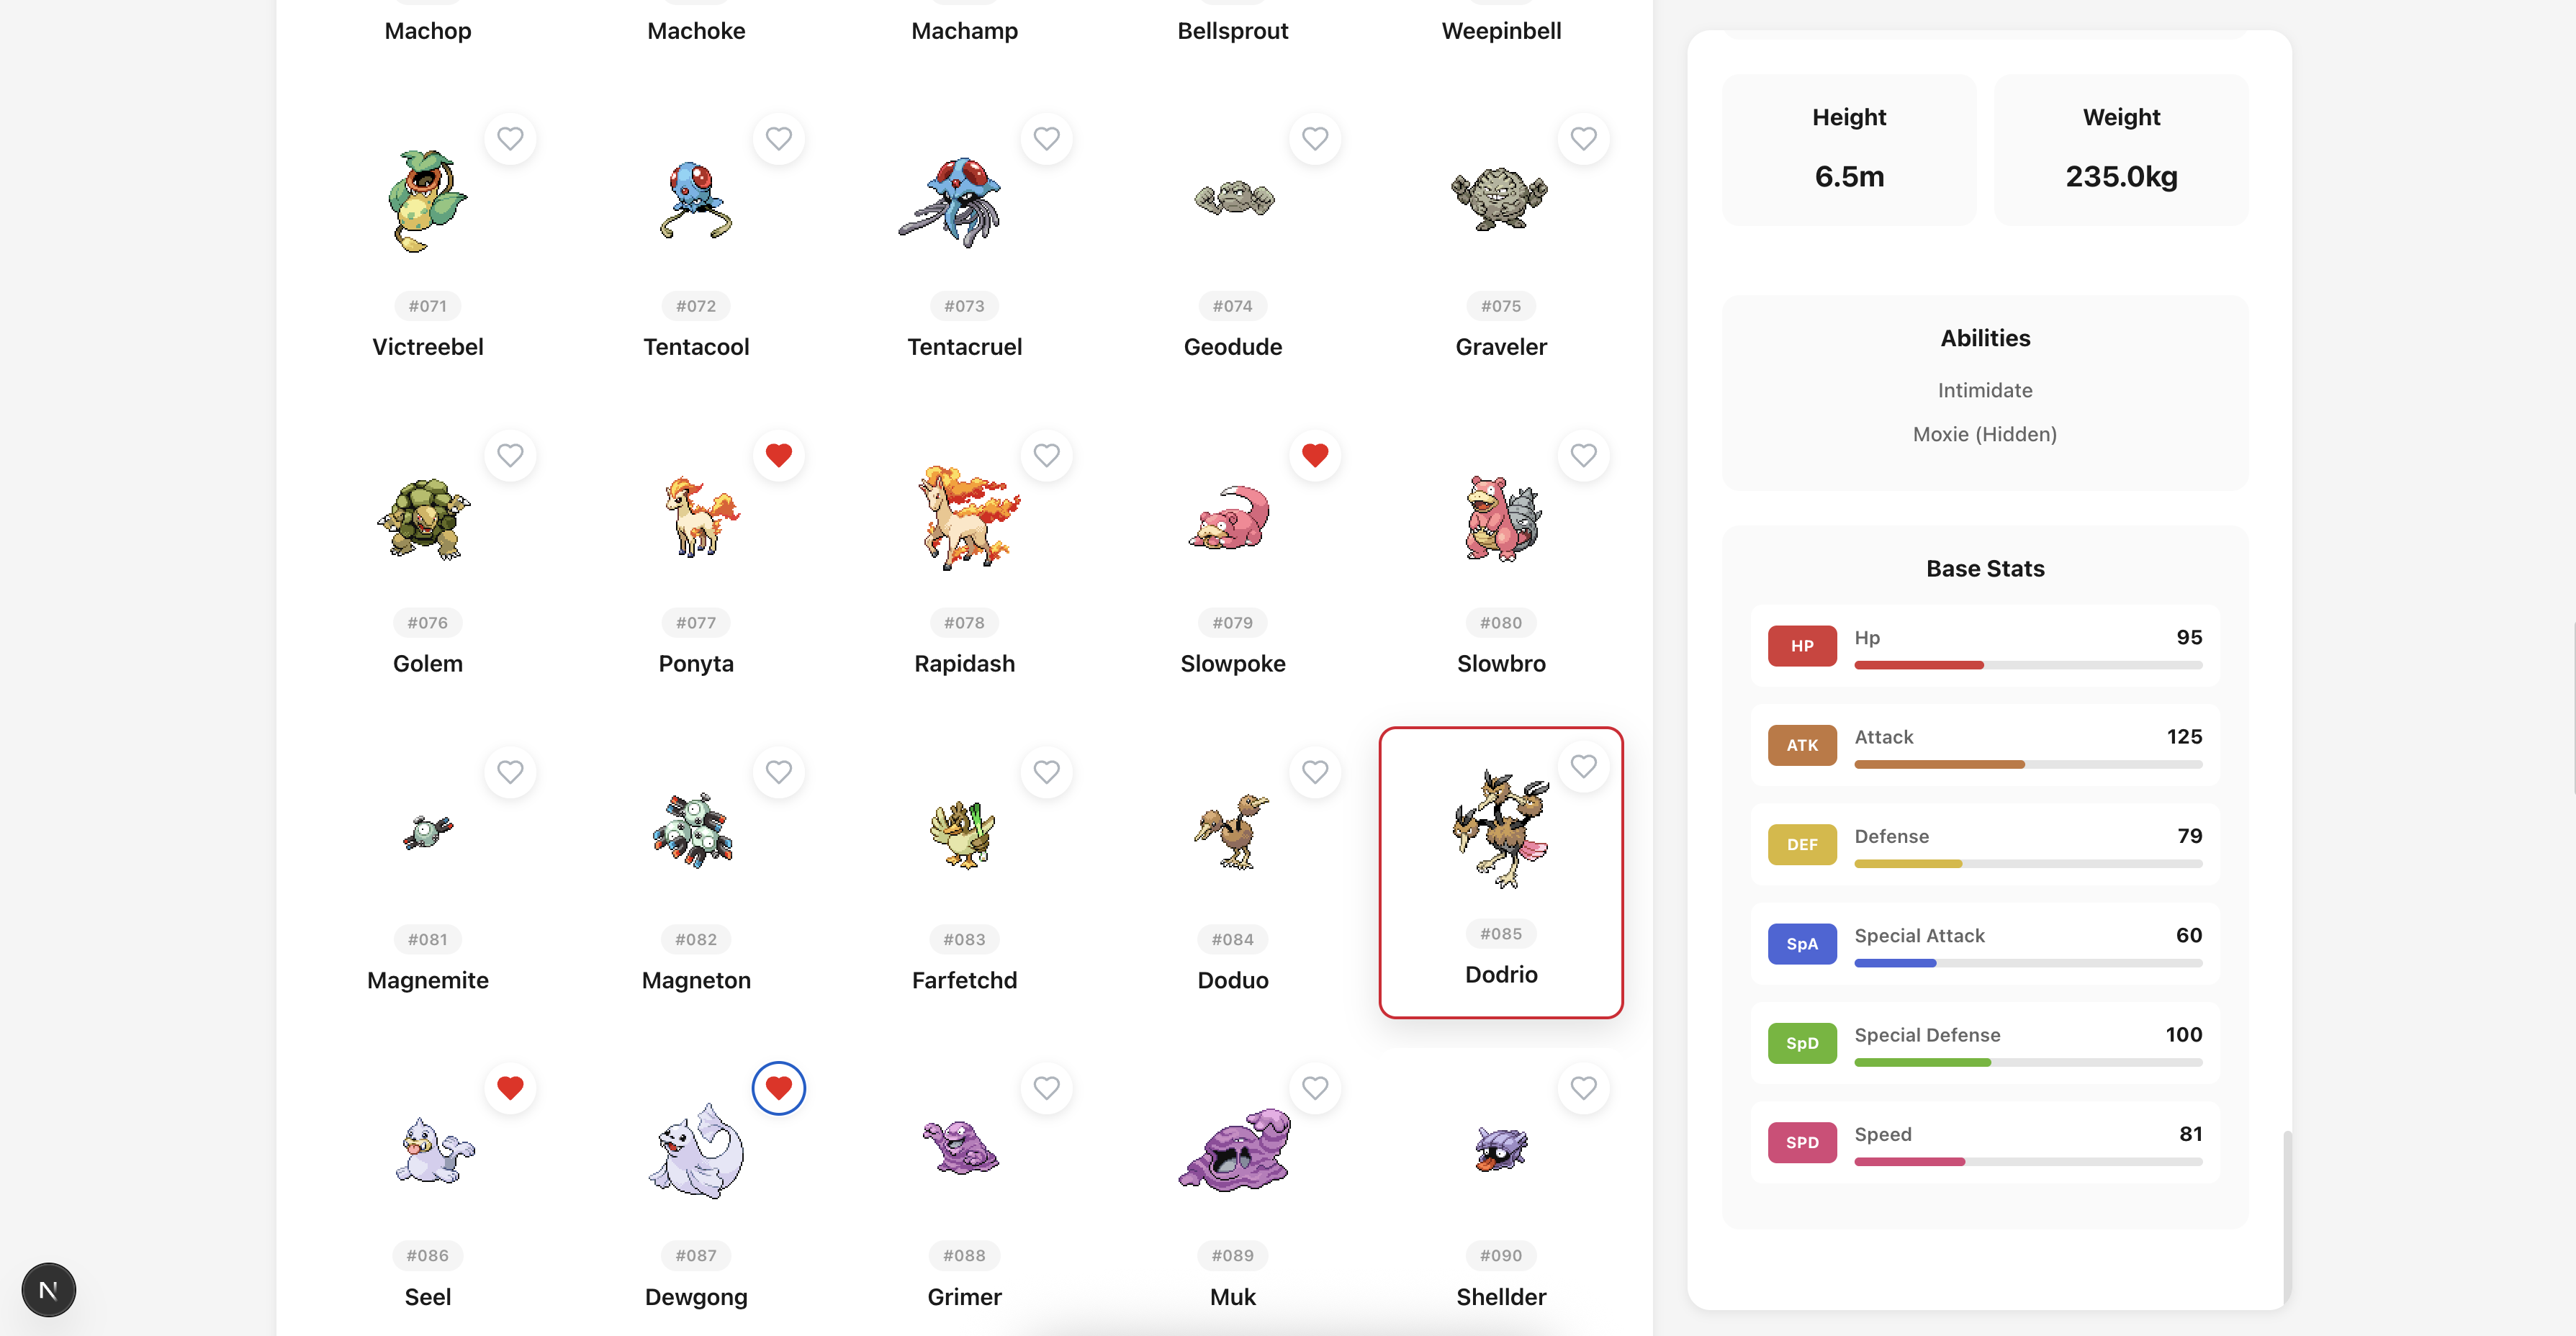 Machop Machoke Machamp Bellsprout Weepinbell
#071 #072 #073 #074 #075
Victreebel Tentacool Tentacruel Geodude Graveler
#076 #077 #078 #079 #080
Golem Ponyta Rapidash Slowpoke Slowbro
#081 #082 #083 #084 #085
Magnemite Magneton Farfetchd Doduo Dodrio
#086 #087 #088 #089 #090
Seel Dewgong Grimer Muk Shellder
N
Height Weight
6.5m 235.0kg
Abilities
Intimidate
Moxie (Hidden)
Base Stats
HP Hp 95
ATK Attack 125
DEF Defense 79
SpA Special Attack 60
SpD Special Defense 100
SPD Speed 81